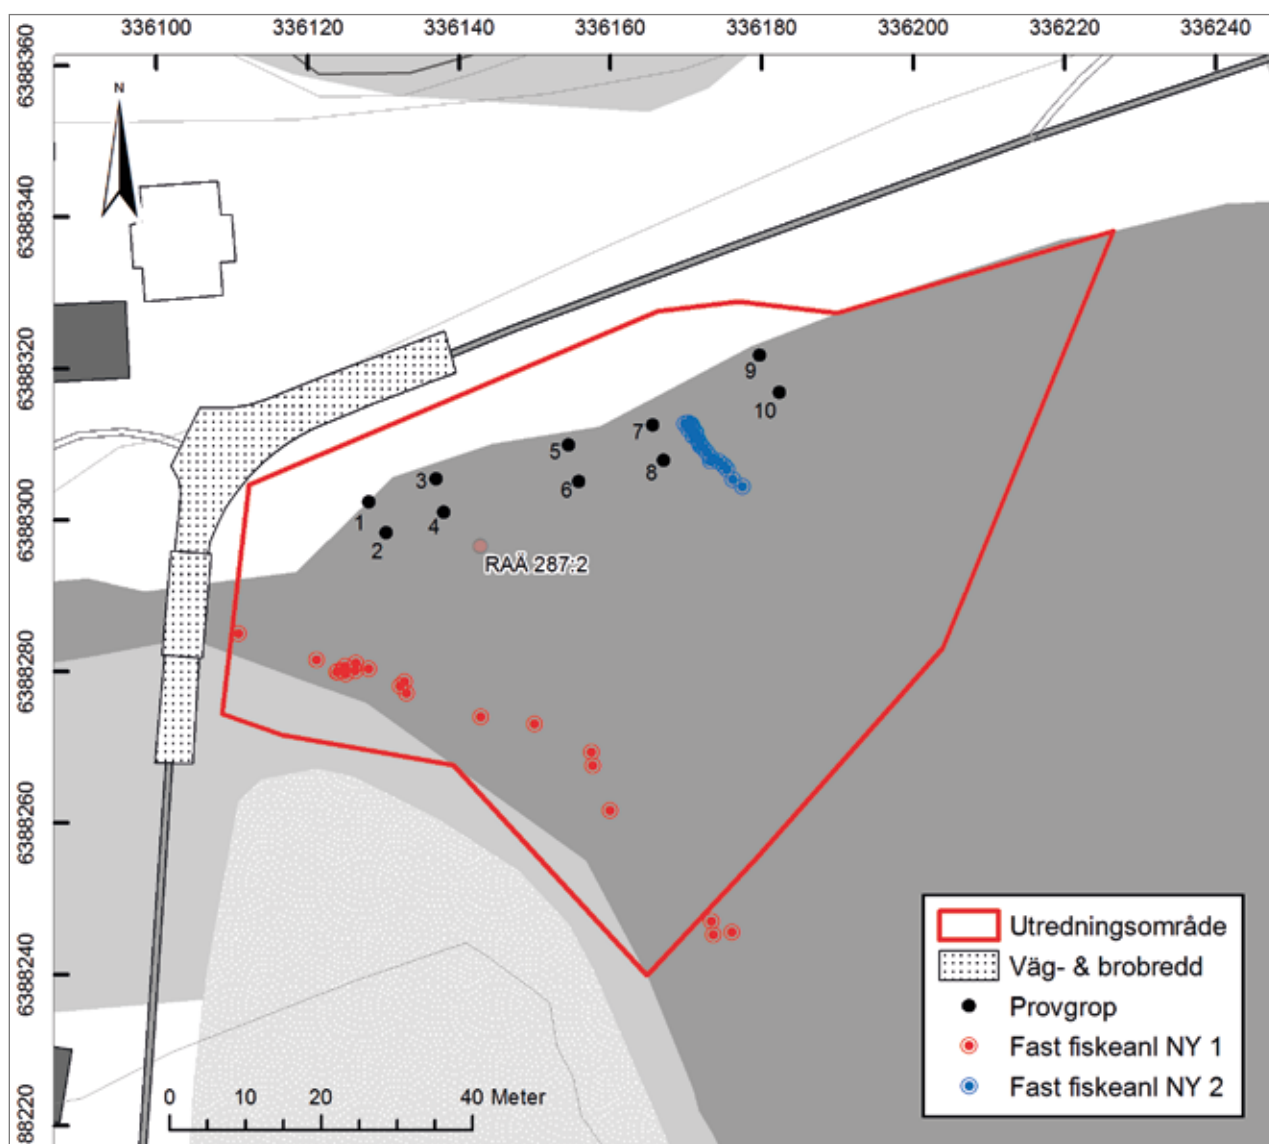 336100 336120 336140 336160 336180 336200 336220 336240
6388360
6388340
6388320
6388300
6388280
6388260
6388240
88220
N
9
10
7
5
8
3
6
1
4
2
RAÄ 287:2
Utredningsområde
Väg- & brobredd
Provgrop
Fast fiskeanl NY 1
Fast fiskeanl NY 2
0 10 20 40 Meter